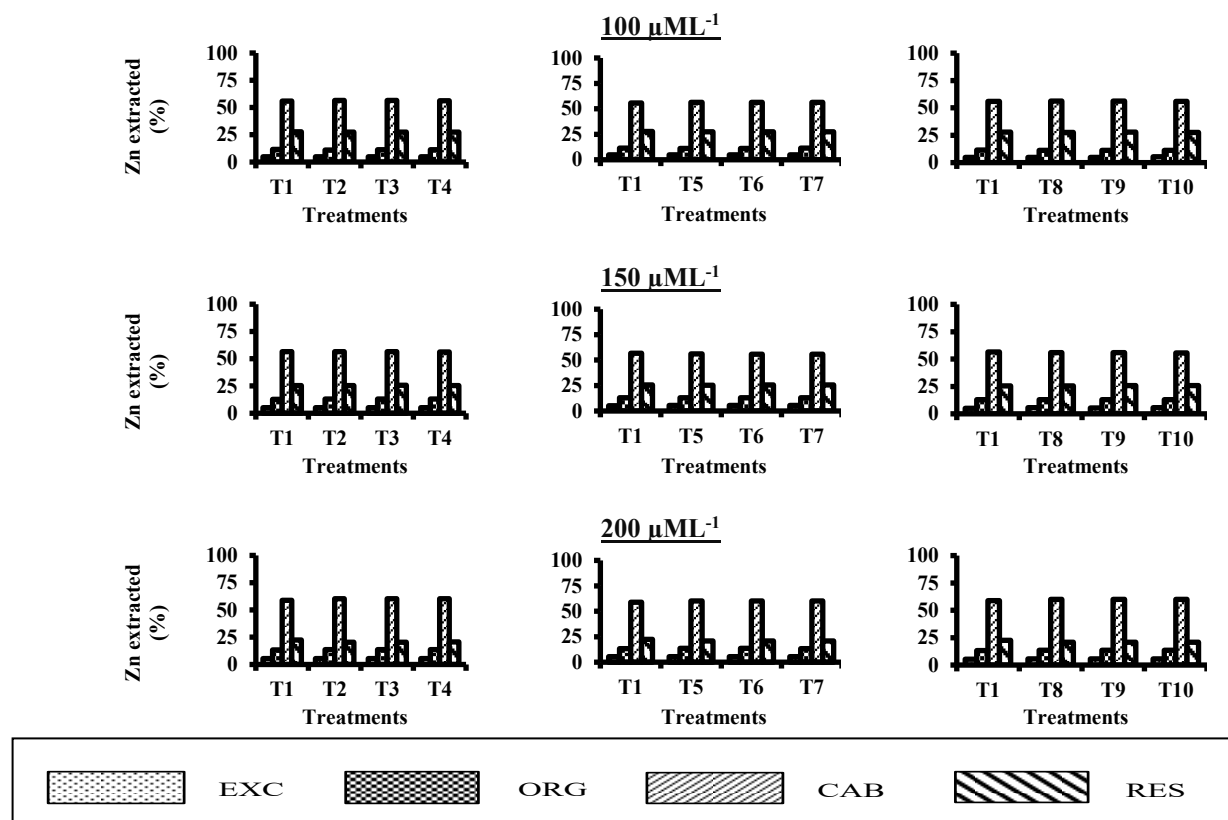 100 µML-1
Zn extracted
(%)
100
75
50
25
0
T1 T2 T3 T4
Treatments
100
75
50
25
0
T1 T5 T6 T7
Treatments
100
75
50
25
0
T1 T8 T9 T10
Treatments
150 µML-1
Zn extracted
(%)
100
75
50
25
0
T1 T2 T3 T4
Treatments
100
75
50
25
0
T1 T5 T6 T7
Treatments
100
75
50
25
0
T1 T8 T9 T10
Treatments
200 µML-1
Zn extracted
(%)
100
75
50
25
0
T1 T2 T3 T4
Treatments
100
75
50
25
0
T1 T5 T6 T7
Treatments
100
75
50
25
0
T1 T8 T9 T10
Treatments
EXC ORG CAB RES